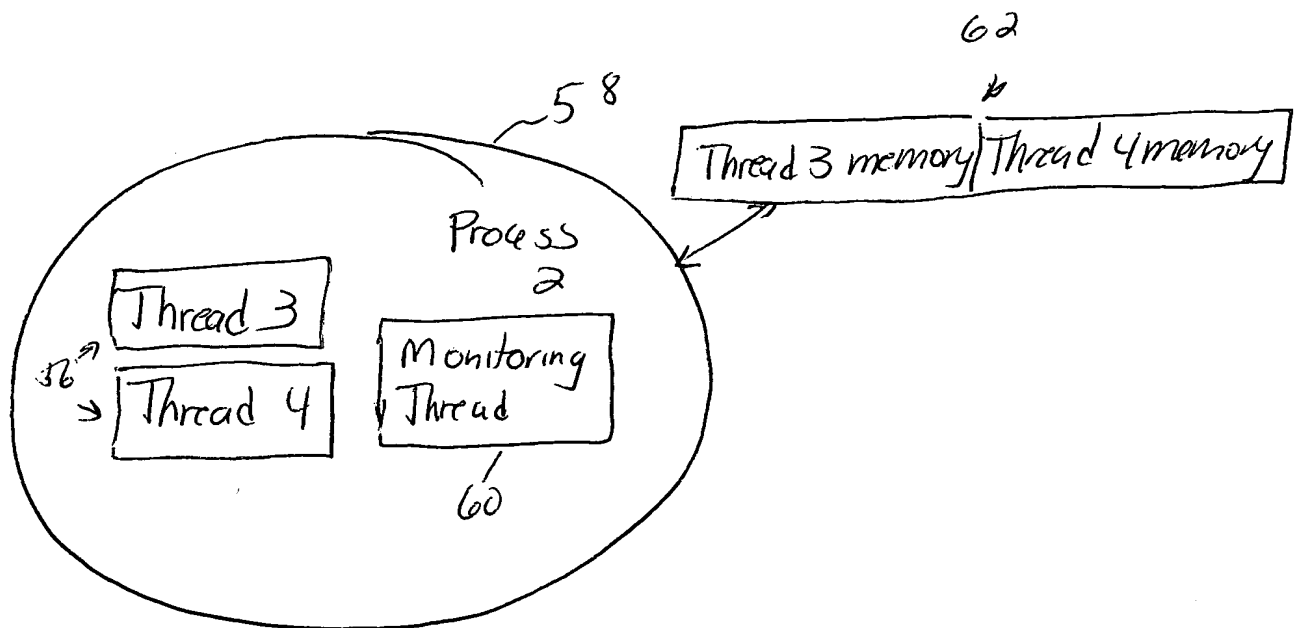 62
58
Thread 3 memory Thread 4 memory
Process
2
Thread 3
Monitoring
Thread
56
Thread 4
60